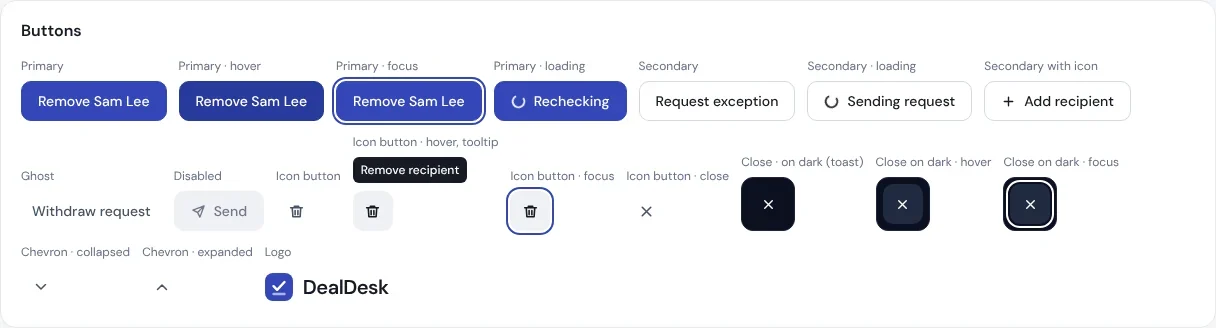 Buttons
Primary
Primary · hover
Primary · focus
Primary · loading
Secondary
Secondary · loading
Secondary with icon
Remove Sam Lee
Remove Sam Lee
Remove Sam Lee
Rechecking
Request exception
Sending request
Add recipient
Ghost
Disabled
Icon button
Icon button · hover, tooltip
Icon button · focus
Icon button · close
Close · on dark (toast)
Close on dark · hover
Close on dark · focus
Withdraw request
Send
Remove recipient
Chevron · collapsed
Chevron · expanded
Logo
DealDesk